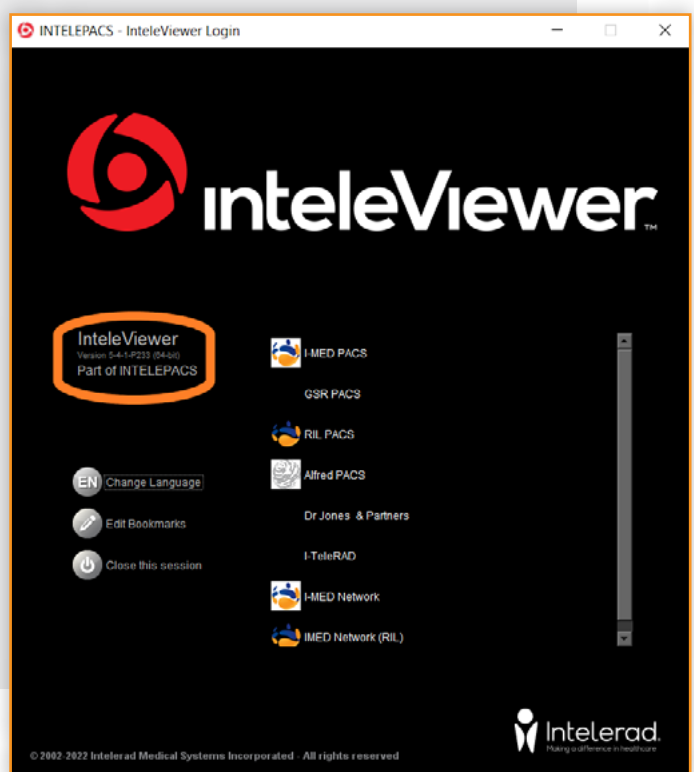 INTELEPACS - InteleViewer Login
InteleViewer™
InteleViewer
Version 5-4-1-P233 (64-bit)
Part of INTELEPACS
EN Change Language
Edit Bookmarks
Close this session
I-MED PACS
GSR PACS
RIL PACS
Alfred PACS
Dr Jones & Partners
I-TeleRAD
I-MED Network
IMED Network (RIL)
Intelerad.
Making a difference in healthcare
© 2002-2022 Intelerad Medical Systems Incorporated - All rights reserved